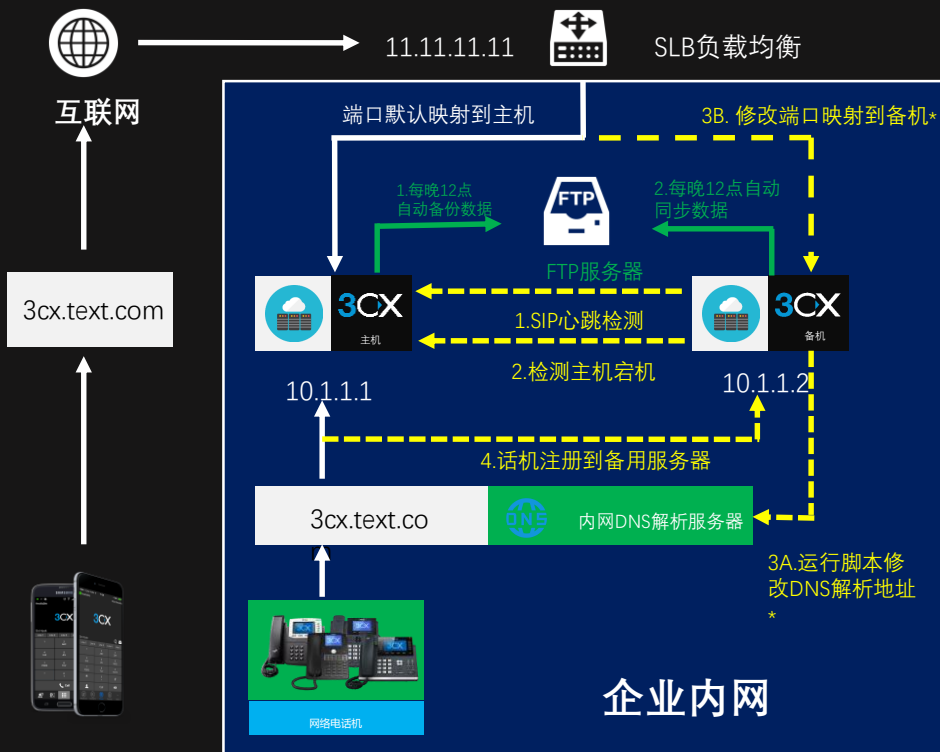 11.11.11.11
SLB负载均衡
互联网
端口默认映射到主机
3B. 修改端口映射到备机*
1.每晚12点
自动备份数据
FTP
2.每晚12点自动
同步数据
FTP服务器
3CX
主机
1.SIP心跳检测
2.检测主机宕机
3CX
备机
10.1.1.1
10.1.1.2
3cx.text.com
4.话机注册到备用服务器
3cx.text.co
DNS
内网DNS解析服务器
3A.运行脚本修
改DNS解析地址
*
3CX
3CX
网络电话机
企业内网